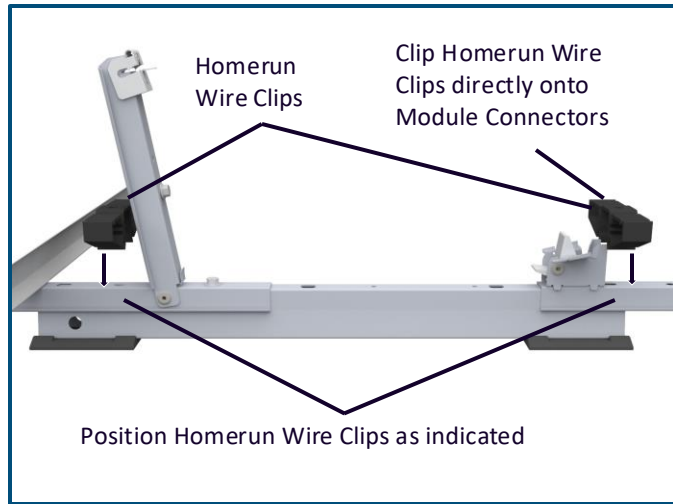 Homerun
Wire Clips
Clip Homerun Wire
Clips directly onto
Module Connectors
Position Homerun Wire Clips as indicated